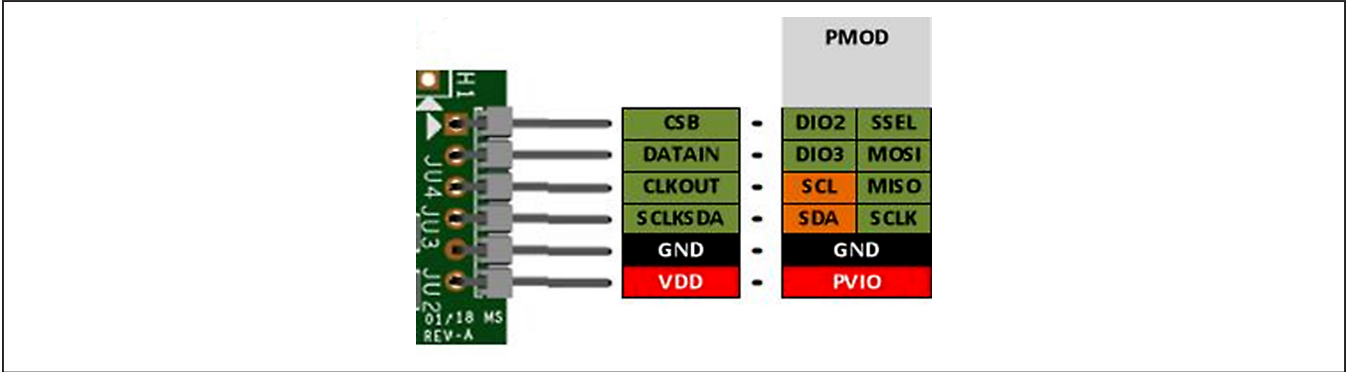 PMOD
H1
CSB - DIO2 SSEL
DATAIN - DIO3 MOSI
JU4
CLKOUT - SCL MISO
JU3
SCLKSDA - SDA SCLK
GND - GND
JU2
VDD - PVIO
01/18 MS
REV-A